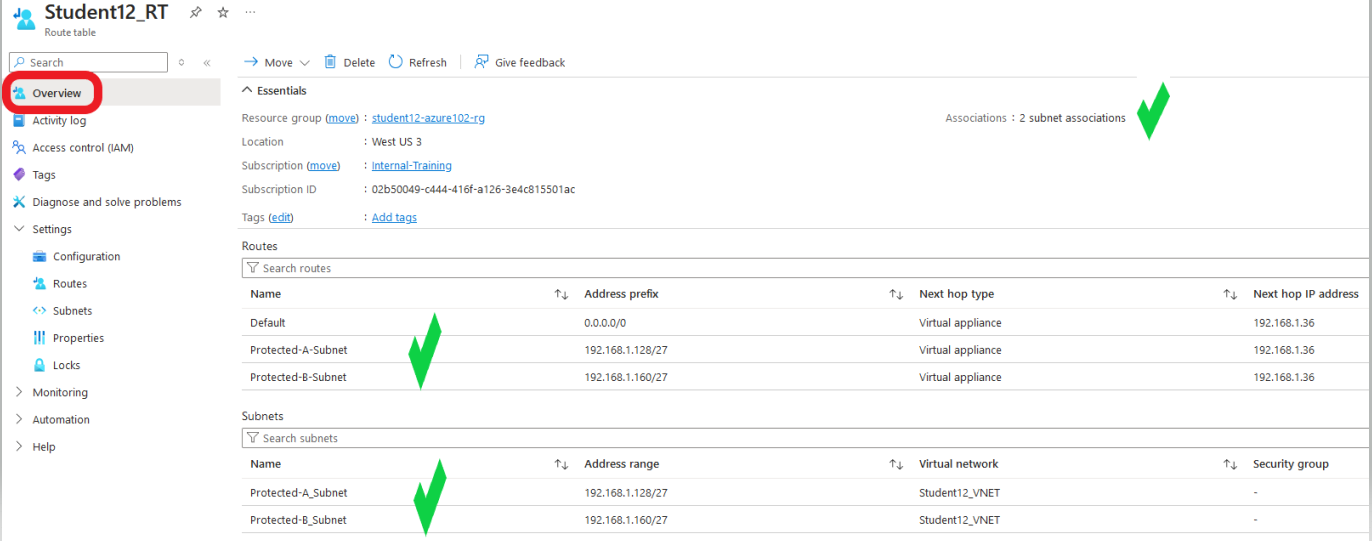 Student12_RT
Route table
Search
Overview
Activity log
Access control (IAM)
Tags
Diagnose and solve problems
Settings
Configuration
Routes
Subnets
Properties
Locks
Monitoring
Automation
Help
Move Delete Refresh Give feedback
Essentials
Resource group (move) : student12-azure102-rg
Associations : 2 subnet associations
Location : West US 3
Subscription (move) : Internal-Training
Subscription ID : 02b50049-c444-416f-a126-3e4c815501ac
Tags (edit) : Add tags
Routes
Search routes
Name Address prefix Next hop type Next hop IP address
Default 0.0.0.0/0 Virtual appliance 192.168.1.36
Protected-A-Subnet 192.168.1.128/27 Virtual appliance 192.168.1.36
Protected-B-Subnet 192.168.1.160/27 Virtual appliance 192.168.1.36
Subnets
Search subnets
Name Address range Virtual network Security group
Protected-A_Subnet 192.168.1.128/27 Student12_VNET -
Protected-B_Subnet 192.168.1.160/27 Student12_VNET -